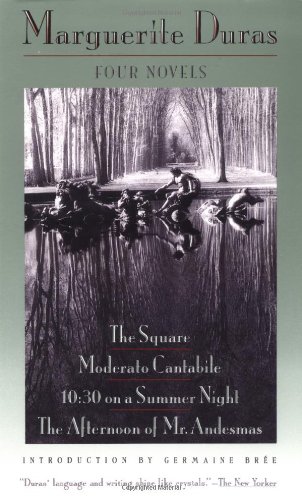 Marguerite Duras
FOUR NOVELS
The Square
Moderato Cantabile
10:30 on a Summer Night
The Afternoon of Mr. Andesmas
INTRODUCTION BY GERMAINE BRÉE
"Duras' language and writing shine like crystals."—The New Yorker